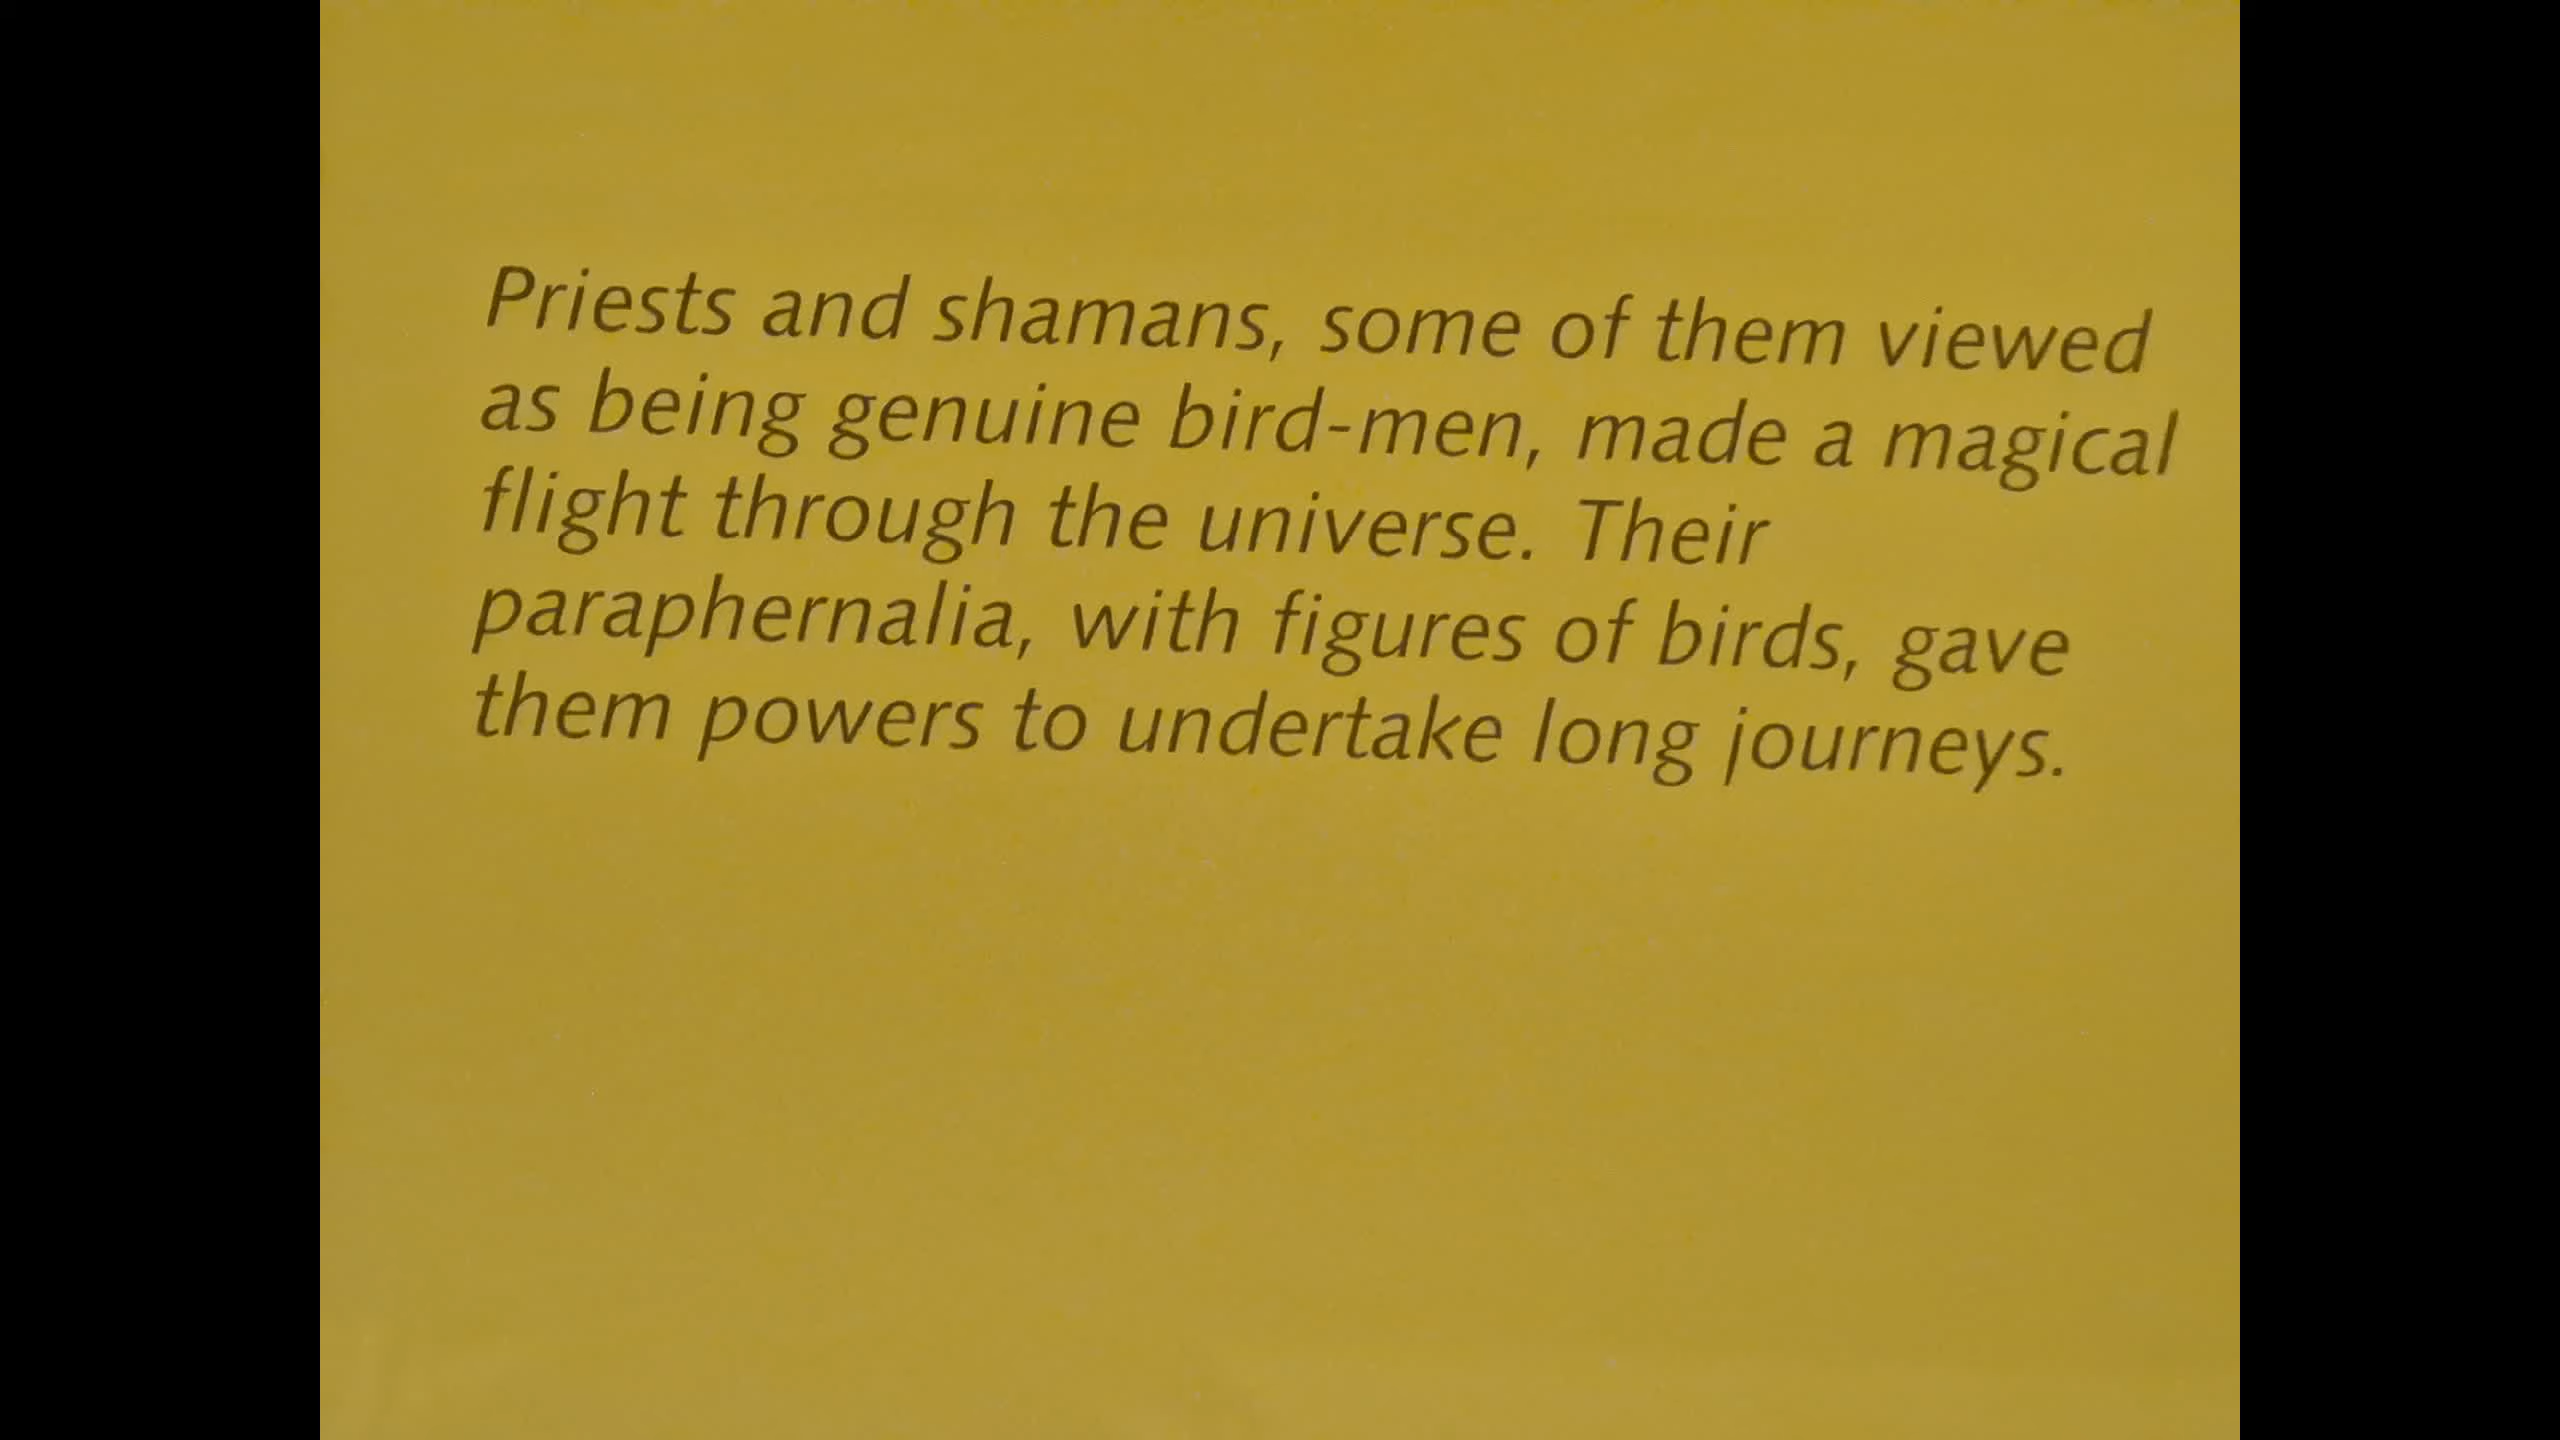 Priests and shamans, some of them viewed
as being genuine bird-men, made a magical
flight through the universe. Their
paraphernalia, with figures of birds, gave
them powers to undertake long journeys.